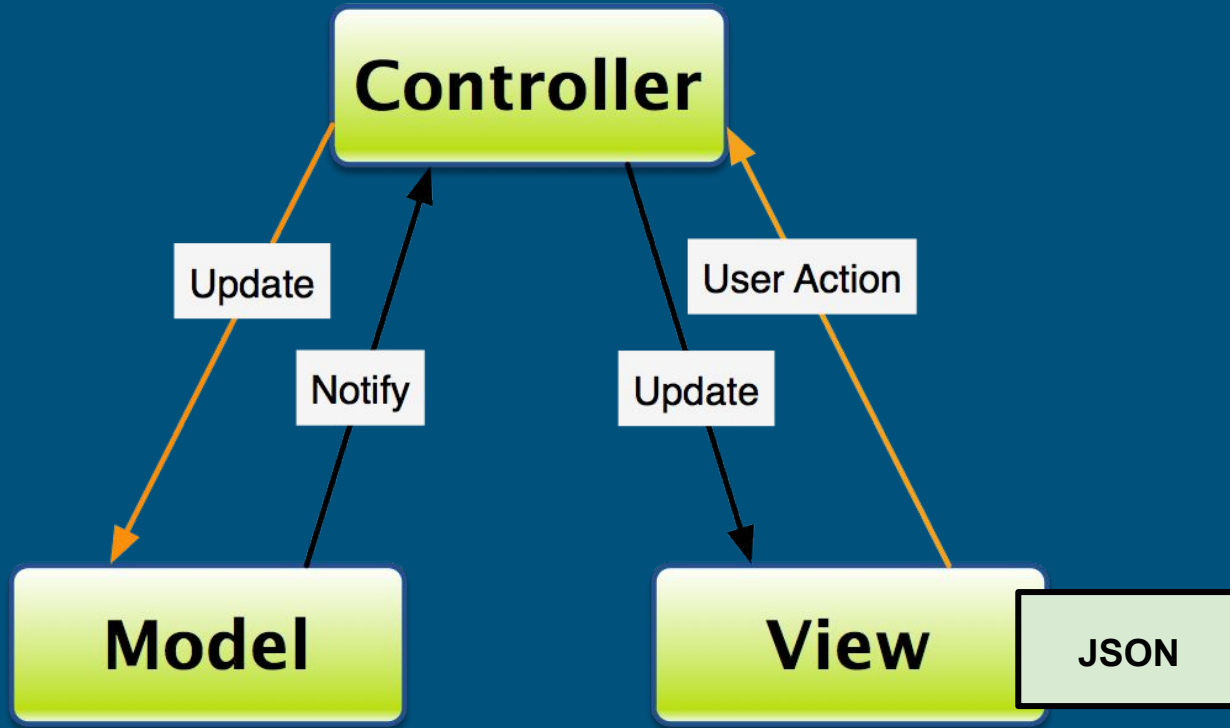 Controller
Update
User Action
Notify
Update
Model
View
JSON